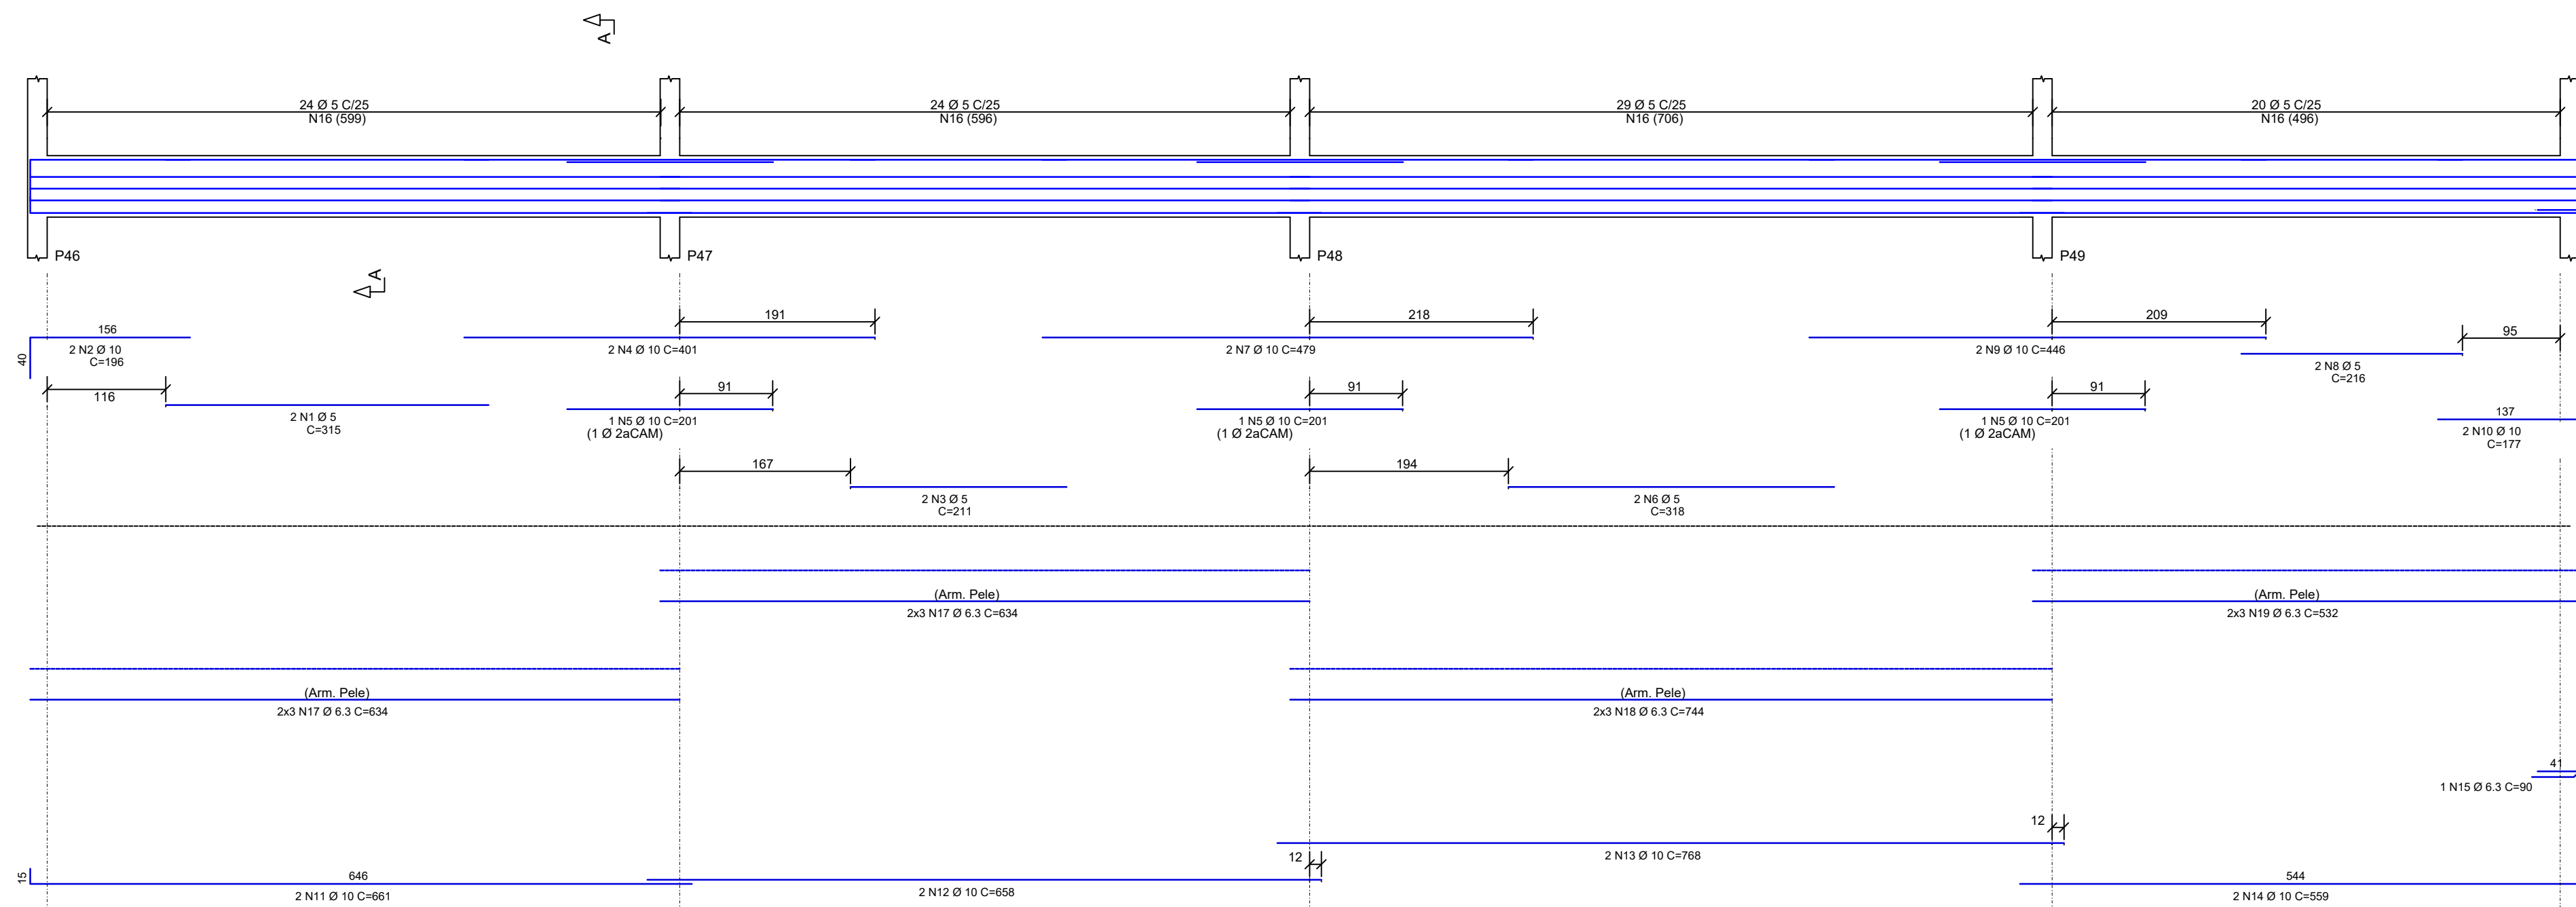 A
24 Ø 5 C/25
N16 (599)
24 Ø 5 C/25
N16 (596)
29 Ø 5 C/25
N16 (706)
20 Ø 5 C/25
N16 (496)
P46
P47
P48
P49
A
191
218
209
156
2 N2 Ø 10
C=196
40
2 N4 Ø 10 C=401
2 N7 Ø 10 C=479
2 N9 Ø 10 C=446
95
2 N8 Ø 5
C=216
116
2 N1 Ø 5
C=315
91
1 N5 Ø 10 C=201
(1 Ø 2aCAM)
91
1 N5 Ø 10 C=201
(1 Ø 2aCAM)
91
1 N5 Ø 10 C=201
(1 Ø 2aCAM)
137
2 N10 Ø 10
C=177
167
2 N3 Ø 5
C=211
194
2 N6 Ø 5
C=318
(Arm. Pele)
2x3 N17 Ø 6.3 C=634
(Arm. Pele)
2x3 N19 Ø 6.3 C=532
(Arm. Pele)
2x3 N17 Ø 6.3 C=634
(Arm. Pele)
2x3 N18 Ø 6.3 C=744
41
1 N15 Ø 6.3 C=90
12
2 N13 Ø 10 C=768
12
15
646
2 N11 Ø 10 C=661
2 N12 Ø 10 C=658
544
2 N14 Ø 10 C=559